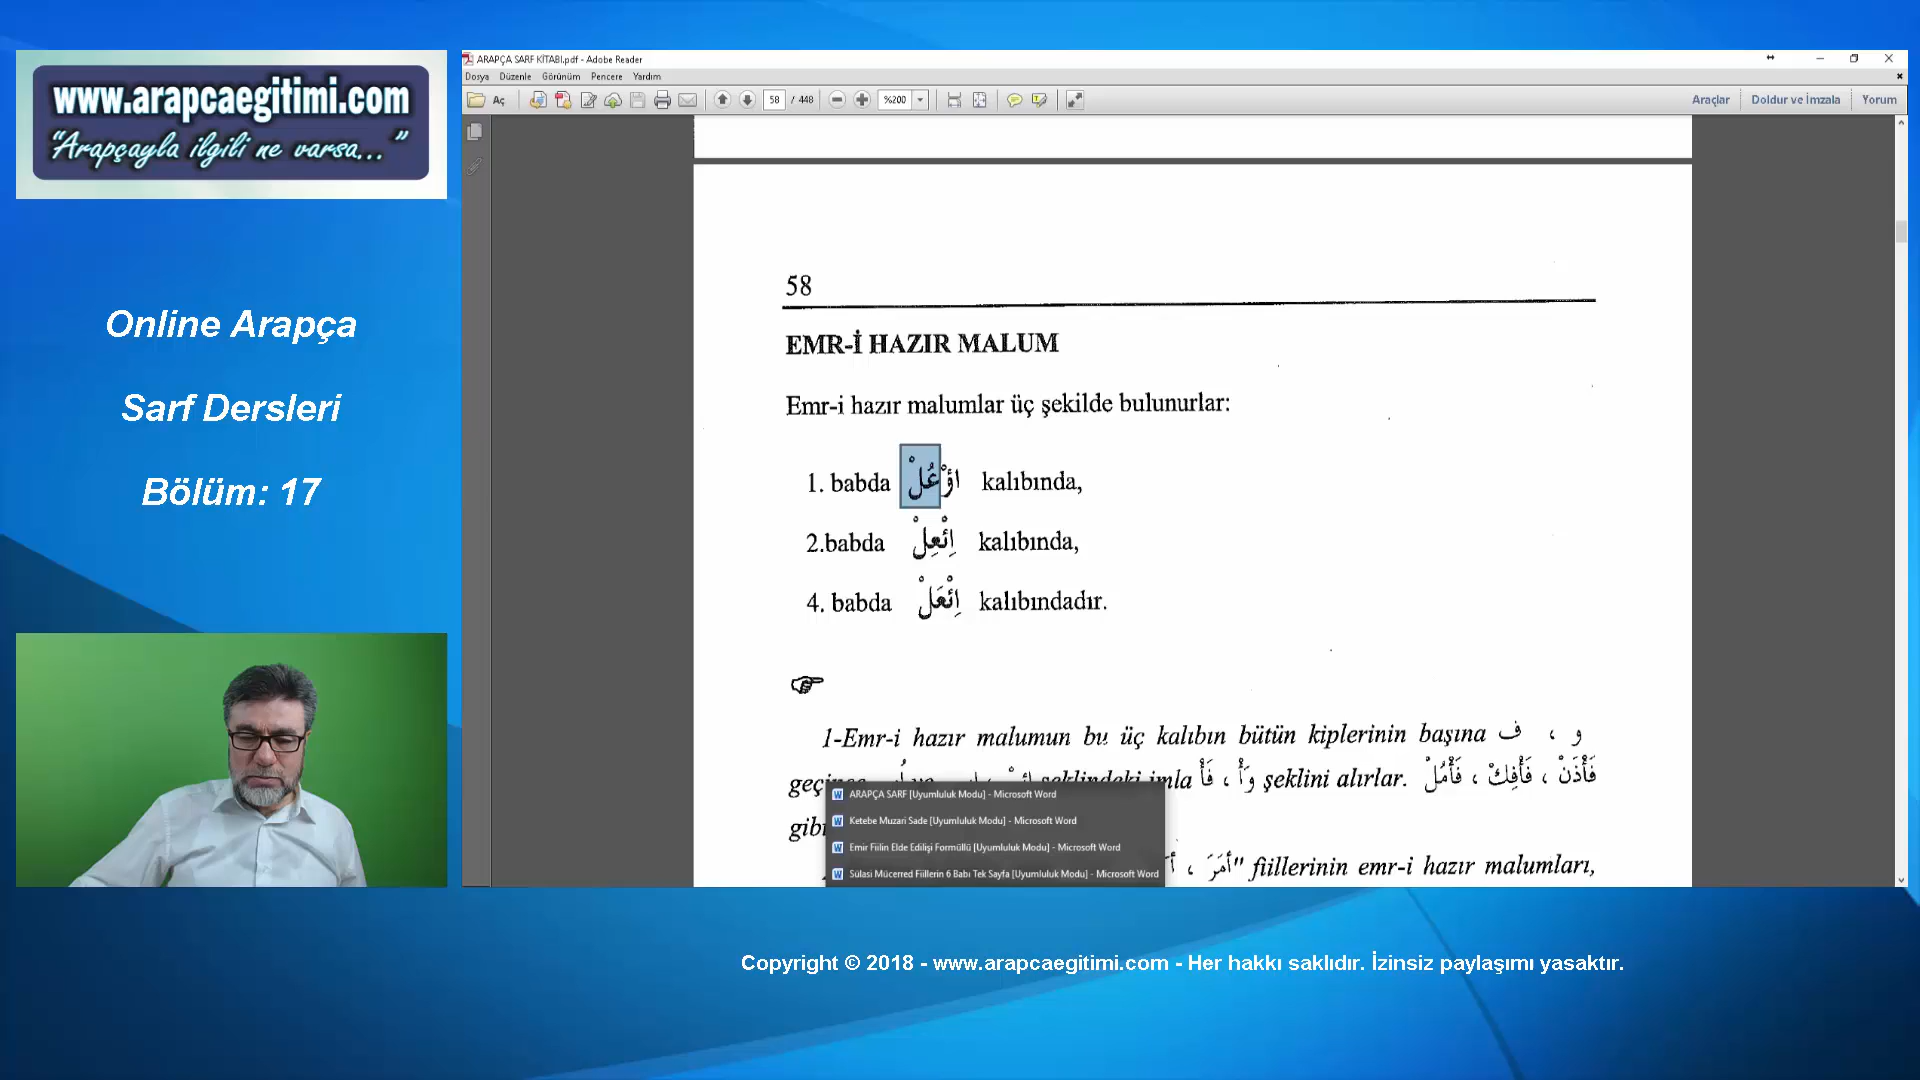 www.arapcaegitimi.com
"Arapçayla ilgili ne varsa..."
Online Arapça
Sarf Dersleri
Bölüm: 17
ARAPÇA SARF KİTABI.pdf - Adobe Reader
Dosya Düzenle Görünüm Pencere Yardım
Aç 58 / 448 %200 Araçlar Doldur ve İmzala Yorum
58
EMR-İ HAZIR MALUM
Emr-i hazır malumlar üç şekilde bulunurlar:
1. babda اؤْعُلْ kalıbında,
2.babda اِئْعِلْ kalıbında,
4. babda اِئْعَلْ kalıbındadır.
1-Emr-i hazır malumun bu üç kalıbın bütün kiplerinin başına و ، ف
şeklindeki imla وَأْ ، فَأْ şeklini alırlar. فَأْذَنْ ، فَأْفِكْ ، فَأْمُلْ
"أَمَرَ ، fiillerinin emr-i hazır malumları,
ARAPÇA SARF [Uyumluluk Modu] - Microsoft Word
Ketebe Muzari Sade [Uyumluluk Modu] - Microsoft Word
Emir Fiilin Elde Edilişi Formüllü [Uyumluluk Modu] - Microsoft Word
Sülasi Mücerred Fiillerin 6 Babı Tek Sayfa [Uyumluluk Modu] - Microsoft Word
Copyright © 2018 - www.arapcaegitimi.com - Her hakkı saklıdır. İzinsiz paylaşımı yasaktır.